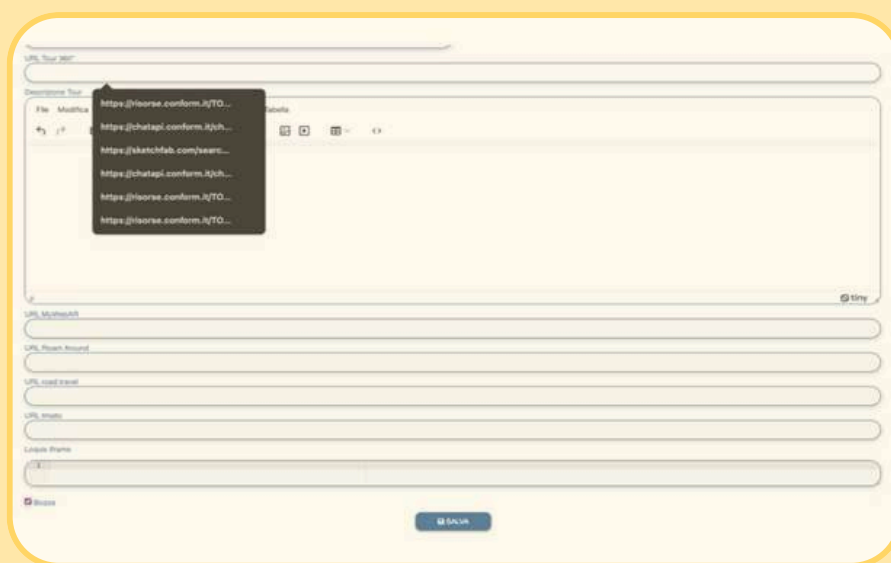 URL Tour 360°
Descrizione Tour
File Modifica
Tabella
https://risorse.conform.it/TO...
https://chatapi.conform.it/ch...
https://sketchfab.com/searc...
https://chatapi.conform.it/ch...
https://risorse.conform.it/TO...
https://risorse.conform.it/TO...
tiny
URL MyWebAR
URL Roam Around
URL road travel
URL
Loquis Iframe
1
Bozza
SALVA